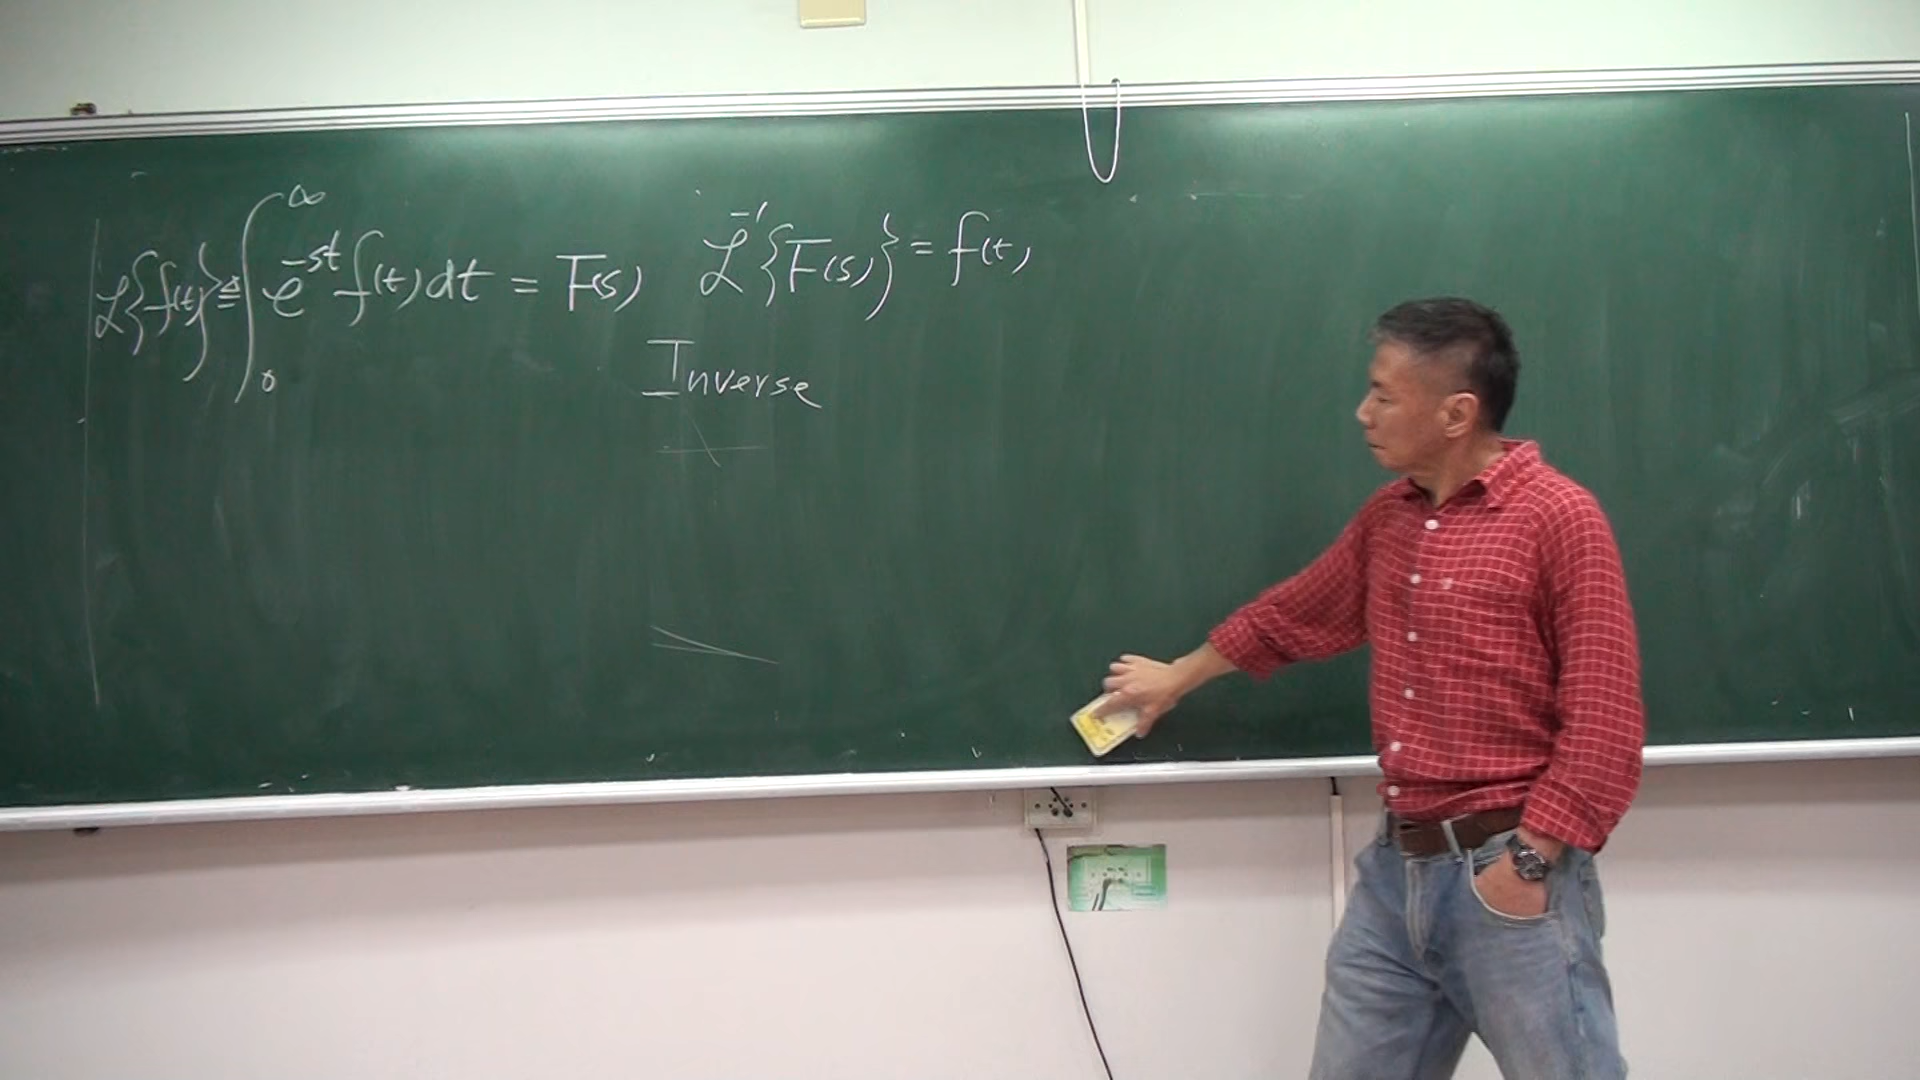 ℒ{f(t)} ≜ ∫₀^∞ e^{-st} f(t) dt = F(s) ℒ^{-1}{F(s)} = f(t)
Inverse